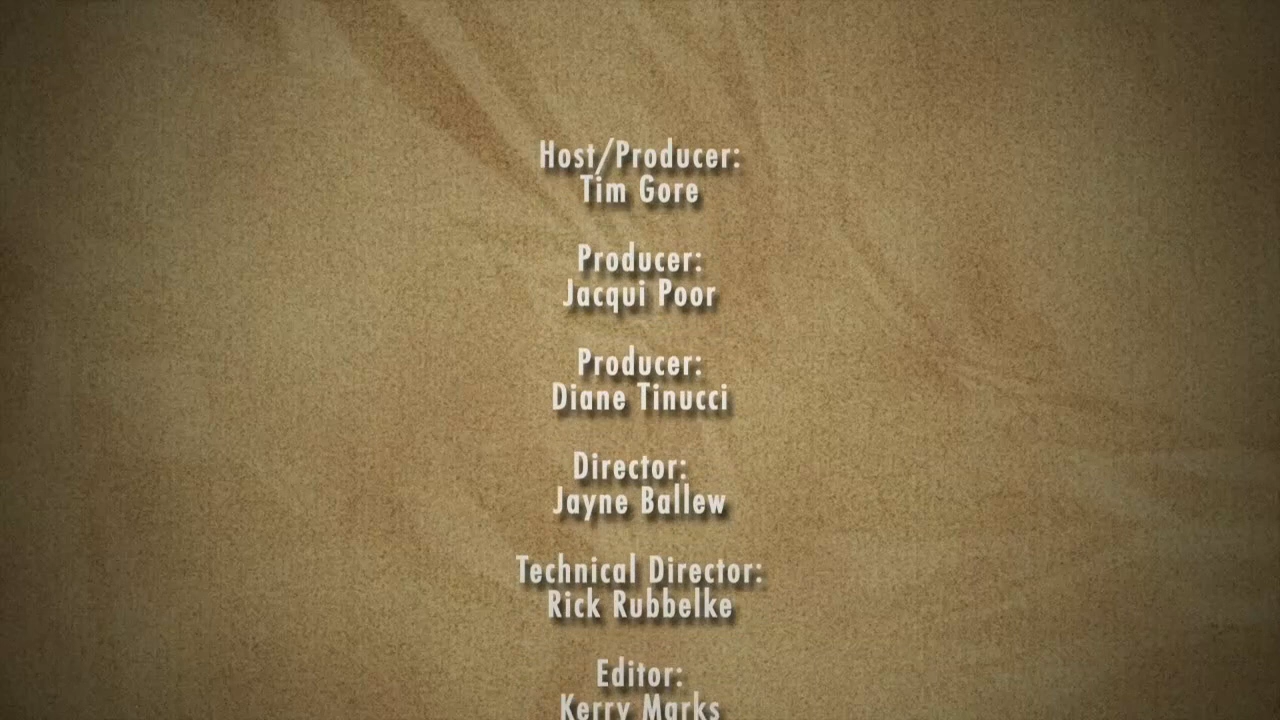 Host/Producer:
Tim Gore
Producer:
Jacqui Poor
Producer:
Diane Tinucci
Director:
Jayne Ballew
Technical Director:
Rick Rubbelke
Editor:
Kerry Marks